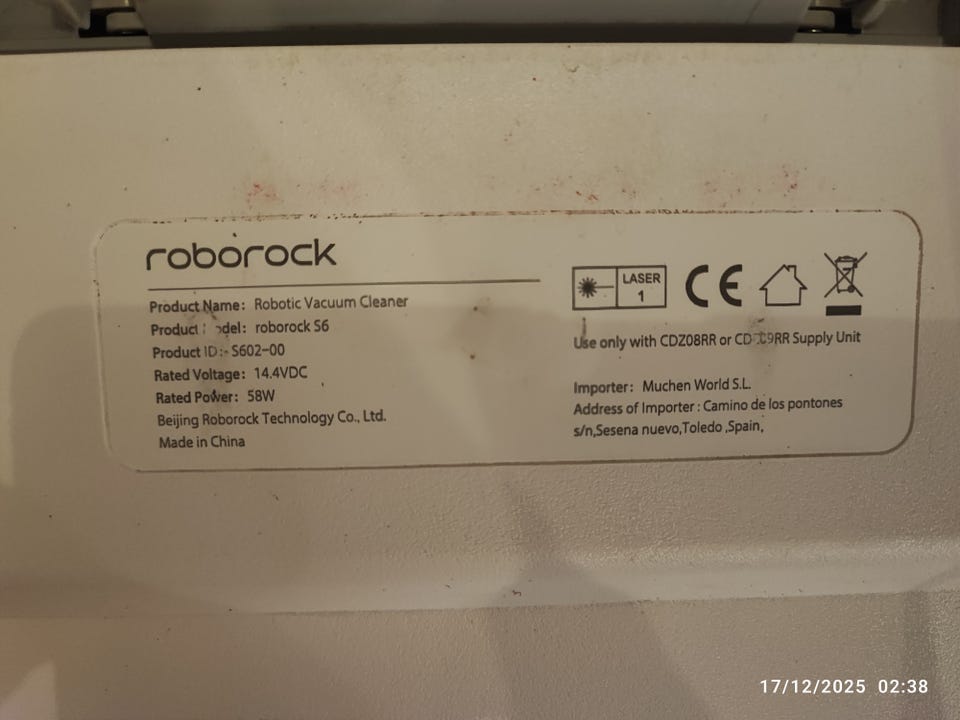 roborock
Product Name: Robotic Vacuum Cleaner
Product roborock S6
Product ID: S602-00
Rated Voltage: 14.4VDC
Rated Power: 58W
Beijing Roborock Technology Co., Ltd.
Made in China
LASER
1
CE
Use only with CDZ08RR or Supply Unit
Importer: Muchen World S.L.
Address of Importer : Camino de los pontones
s/n,Sesena nuevo,Toledo ,Spain,
17/12/2025 02:38